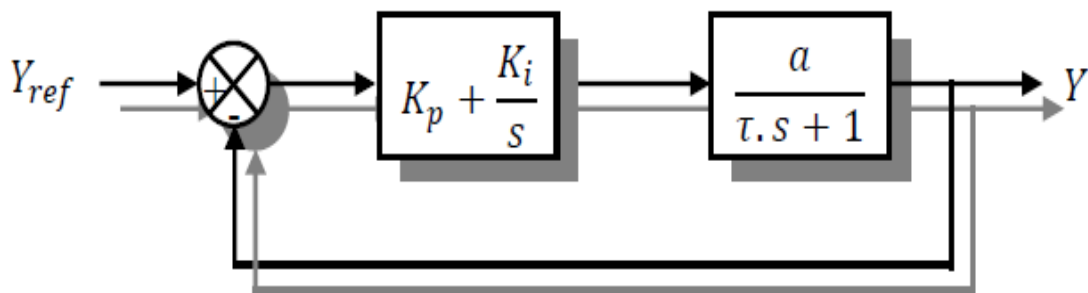 Y_ref
+
-
K_p + K_i/s
a/(τ.s + 1)
Y